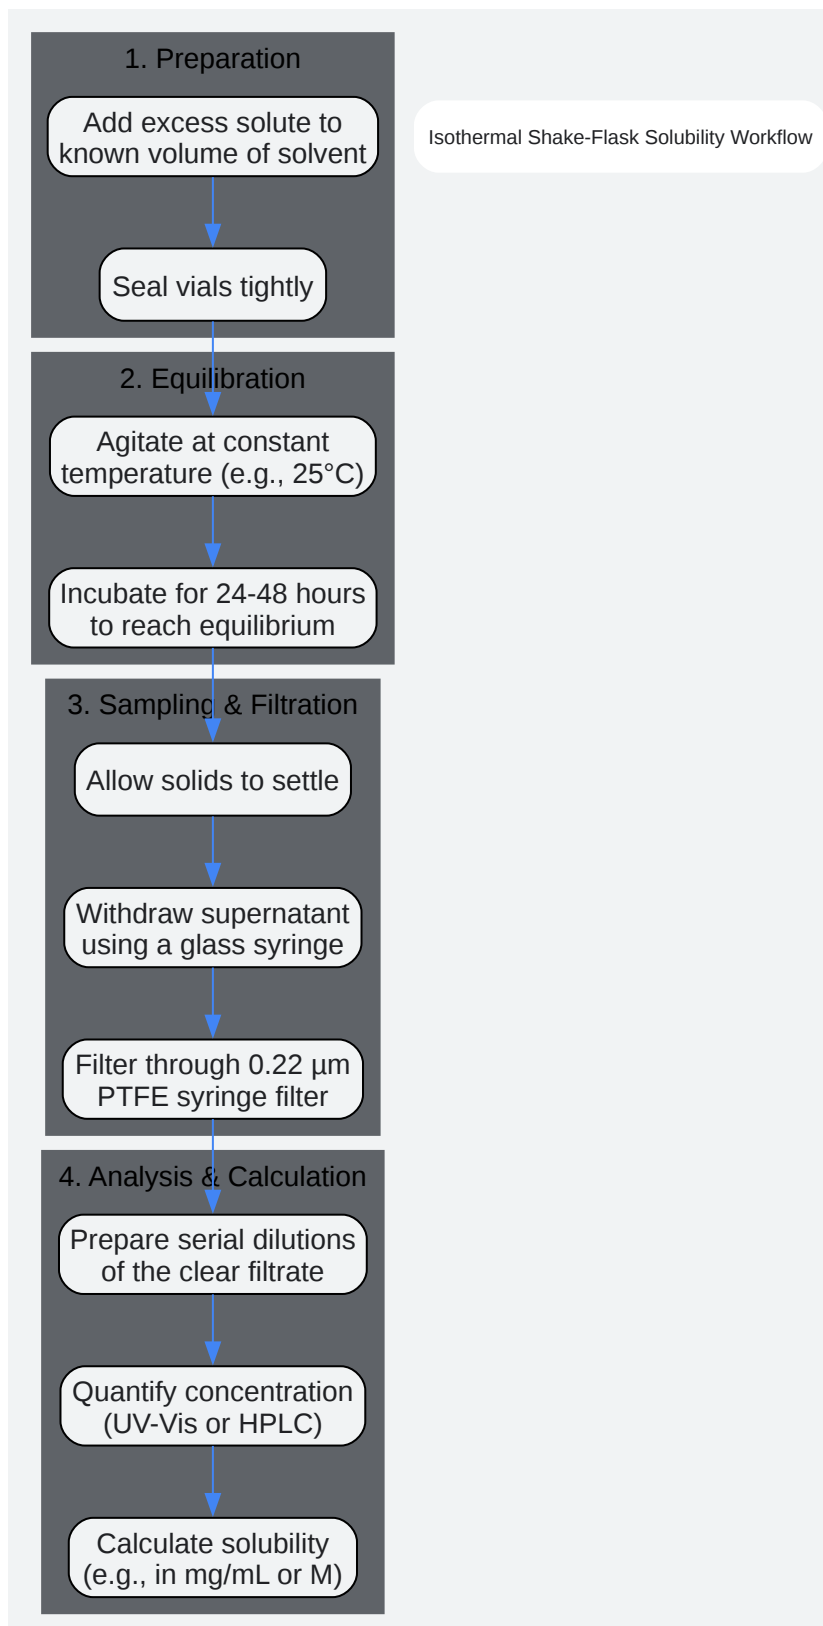 1. Preparation
Add excess solute to
known volume of solvent
Isothermal Shake-Flask Solubility Workflow
Seal vials tightly
2. Equilibration
Agitate at constant
temperature (e.g., 25°C)
Incubate for 24-48 hours
to reach equilibrium
3. Sampling & Filtration
Allow solids to settle
Withdraw supernatant
using a glass syringe
Filter through 0.22 µm
PTFE syringe filter
4. Analysis & Calculation
Prepare serial dilutions
of the clear filtrate
Quantify concentration
(UV-Vis or HPLC)
Calculate solubility
(e.g., in mg/mL or M)